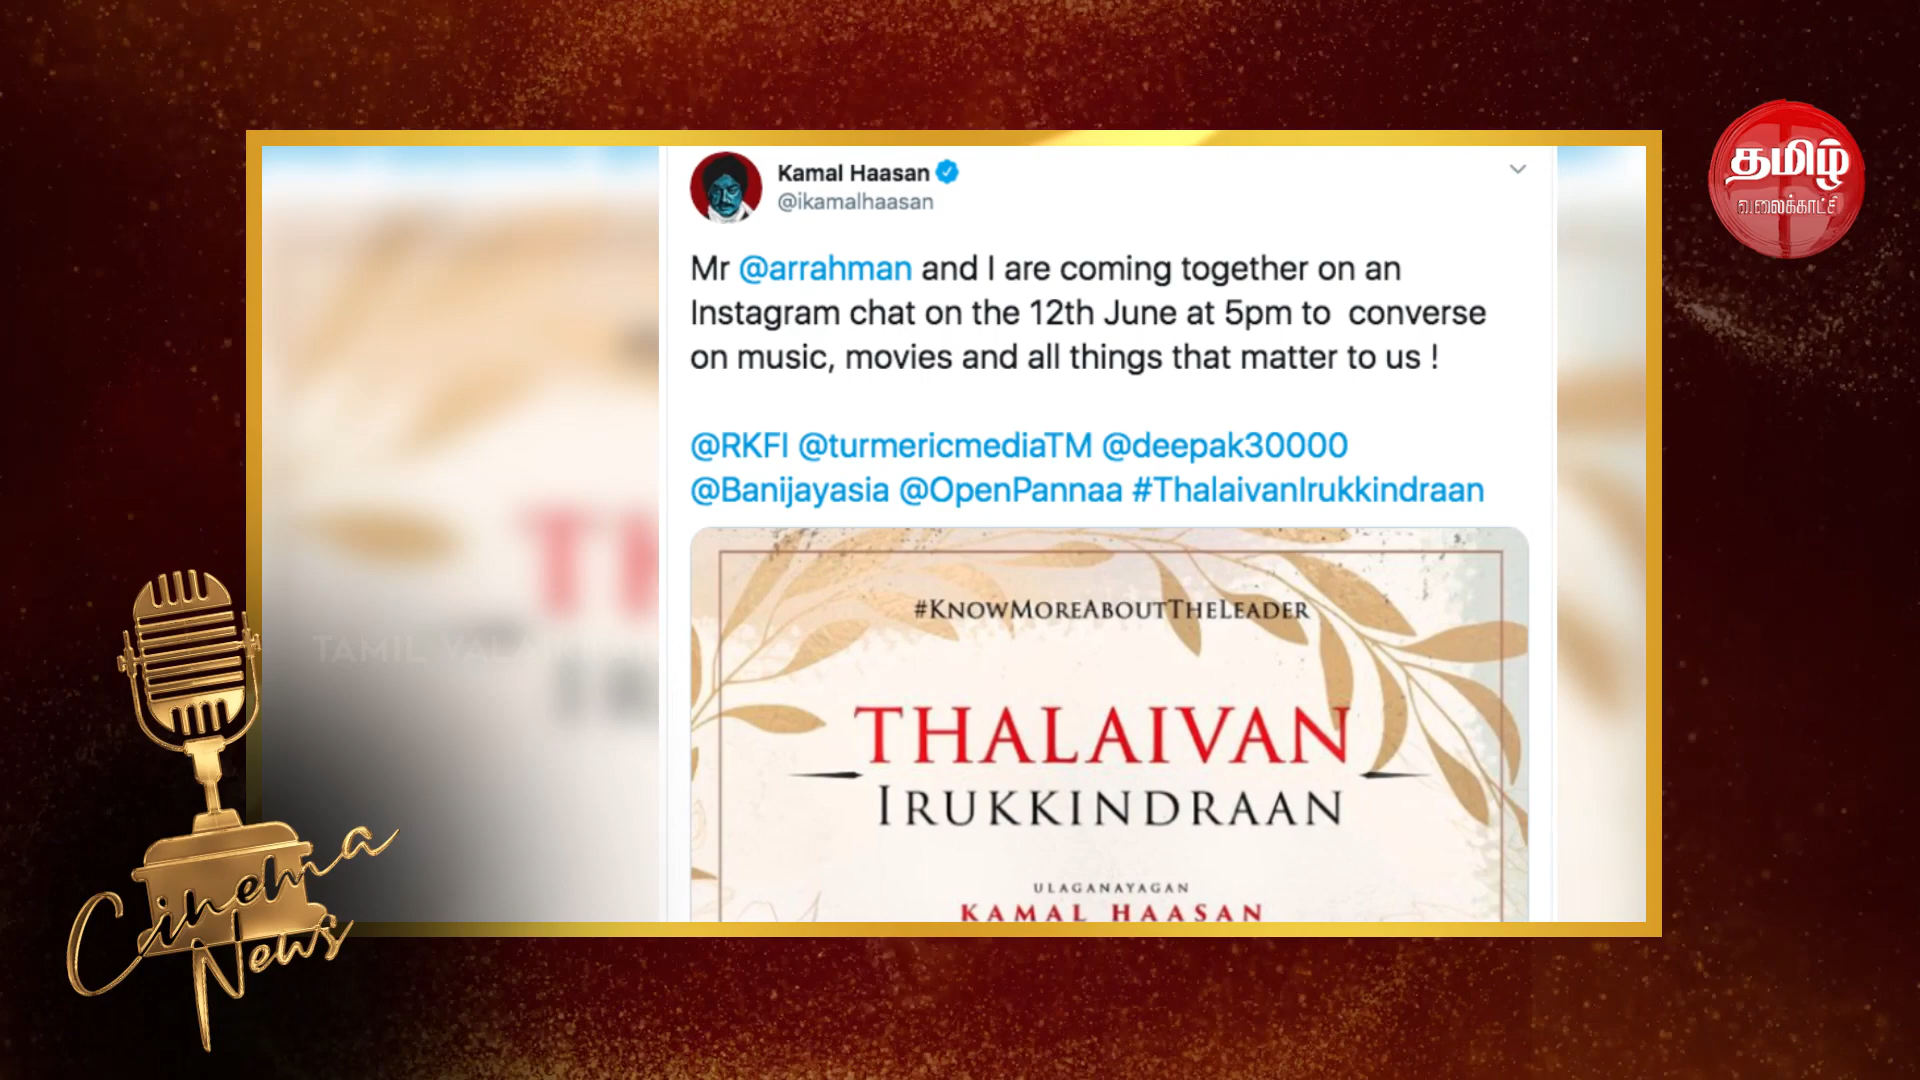 தமிழ்
வலைக்காட்சி
Kamal Haasan
@ikamalhaasan
Mr @arrahman and I are coming together on an
Instagram chat on the 12th June at 5pm to converse
on music, movies and all things that matter to us !
@RKFI @turmericmediaTM @deepak30000
@Banijayasia @OpenPannaa #ThalaivanIrukkindraan
#KNOWMOREABOUTTHELEADER
THALAIVAN
IRUKKINDRAAN
ULAGANAYAGAN
KAMAL HAASAN
TAMIL
Cinema
News